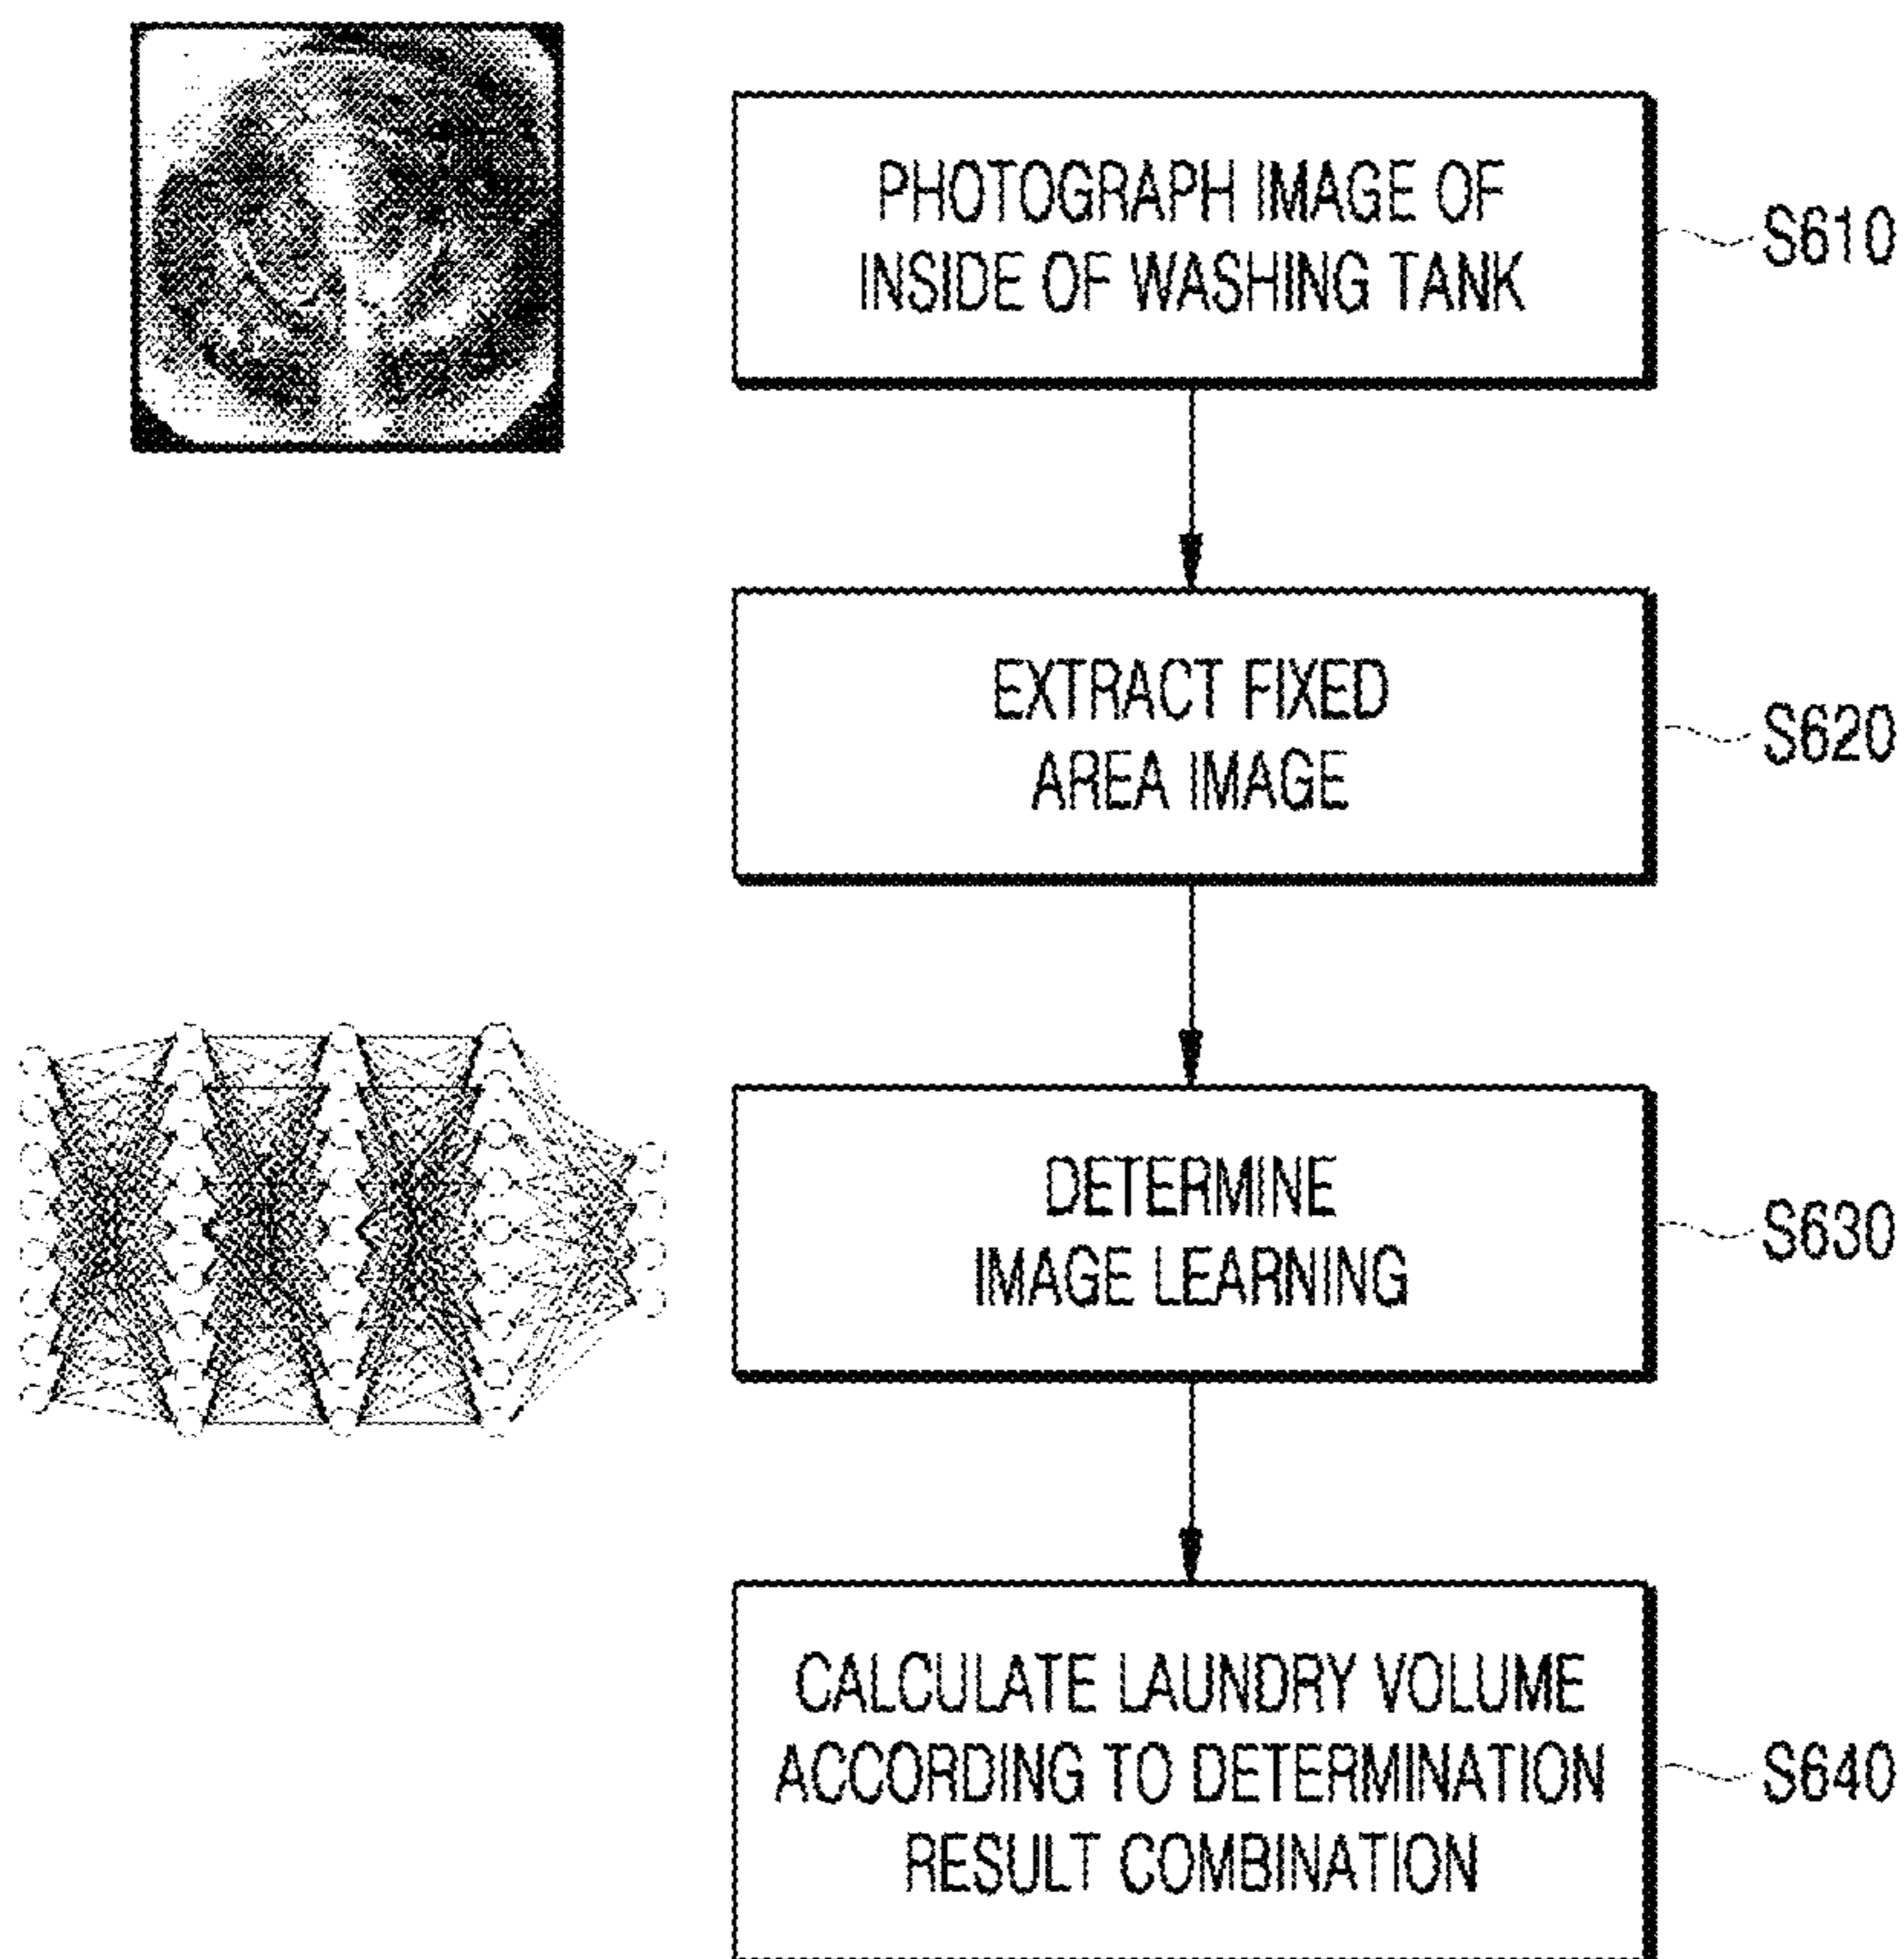 PHOTOGRAPH IMAGE OF
INSIDE OF WASHING TANK
S610
EXTRACT FIXED
AREA IMAGE
S620
DETERMINE
IMAGE LEARNING
S630
CALCULATE LAUNDRY VOLUME
ACCORDING TO DETERMINATION
RESULT COMBINATION
S640